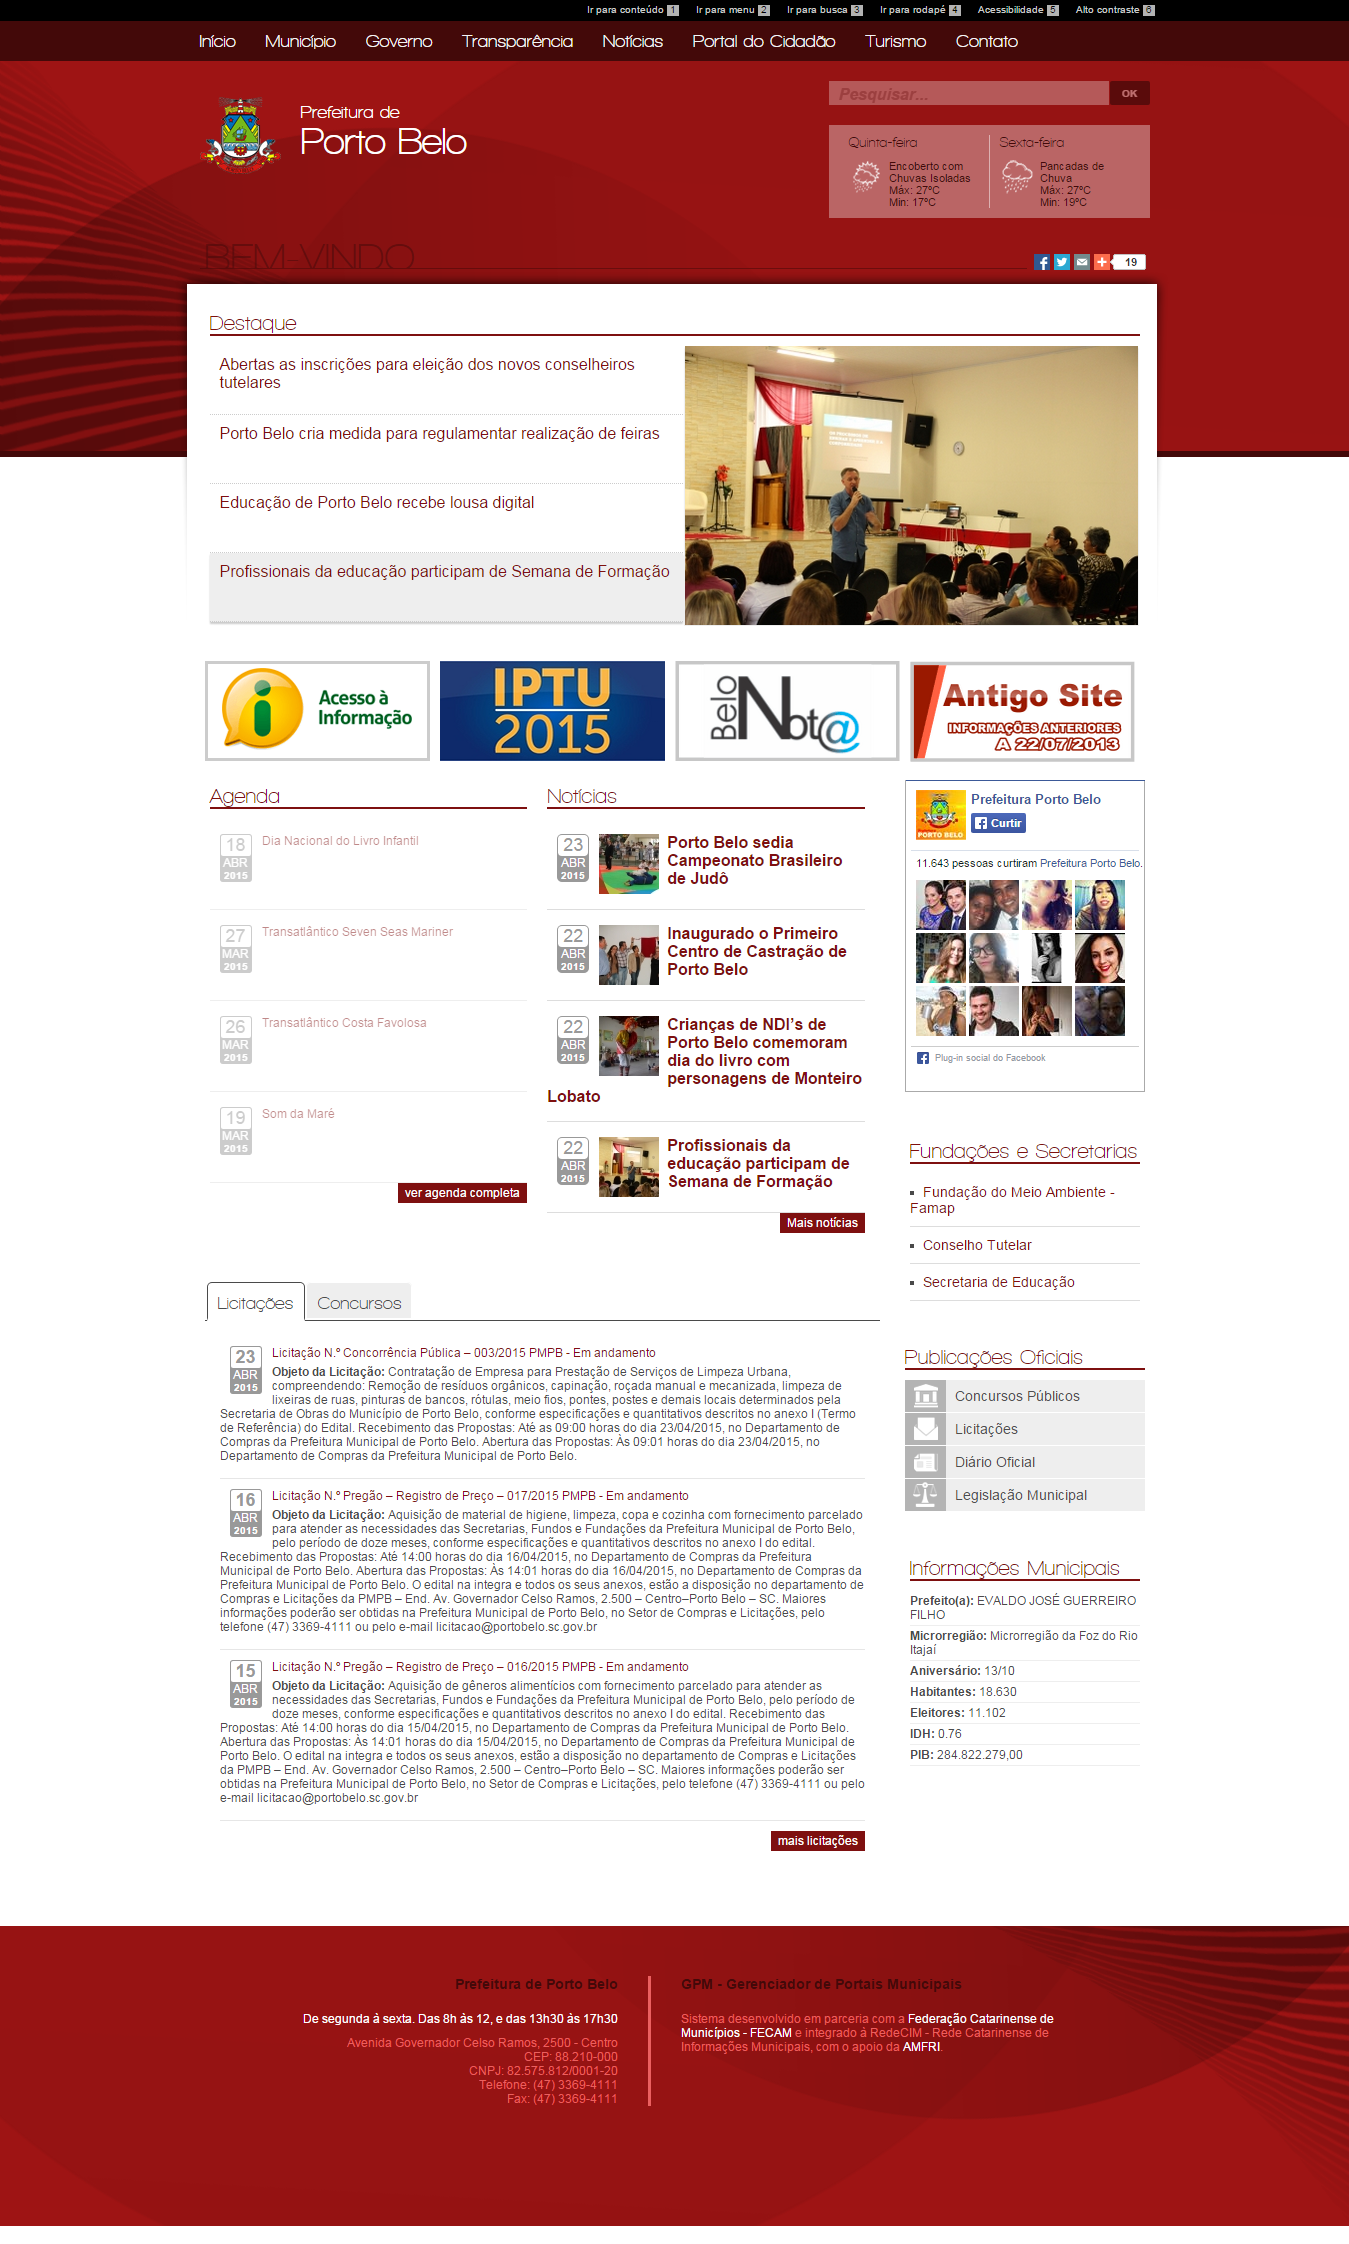 Ir para conteúdo 1 Ir para menu 2 Ir para busca 3 Ir para rodapé 4 Acessibilidade 5 Alto contraste 6
Início Município Governo Transparência Notícias Portal do Cidadão Turismo Contato
Pesquisar... OK
Prefeitura de
Porto Belo
Quinta-feira
Encoberto com
Chuvas Isoladas
Máx: 27ºC
Min: 17ºC
Sexta-feira
Pancadas de
Chuva
Máx: 27ºC
Min: 19ºC
BEM-VINDO
19
Destaque
Abertas as inscrições para eleição dos novos conselheiros
tutelares
Porto Belo cria medida para regulamentar realização de feiras
Educação de Porto Belo recebe lousa digital
Profissionais da educação participam de Semana de Formação
Acesso à
Informação
IPTU
2015
Belo Not@
Antigo Site
INFORMAÇÕES ANTERIORES
A 22/07/2013
Agenda
18
ABR
2015
Dia Nacional do Livro Infantil
27
MAR
2015
Transatlântico Seven Seas Mariner
26
MAR
2015
Transatlântico Costa Favolosa
19
MAR
2015
Som da Maré
ver agenda completa
Notícias
23
ABR
2015
Porto Belo sedia
Campeonato Brasileiro
de Judô
22
ABR
2015
Inaugurado o Primeiro
Centro de Castração de
Porto Belo
22
ABR
2015
Crianças de NDI's de
Porto Belo comemoram
dia do livro com
personagens de Monteiro
Lobato
22
ABR
2015
Profissionais da
educação participam de
Semana de Formação
Mais notícias
PORTO BELO
Prefeitura Porto Belo
Curtir
11.643 pessoas curtiram Prefeitura Porto Belo.
Plug-in social do Facebook
Fundações e Secretarias
Fundação do Meio Ambiente -
Famap
Conselho Tutelar
Secretaria de Educação
Licitações Concursos
23
ABR
2015
Licitação N.º Concorrência Pública – 003/2015 PMPB - Em andamento
Objeto da Licitação: Contratação de Empresa para Prestação de Serviços de Limpeza Urbana,
compreendendo: Remoção de resíduos orgânicos, capinação, roçada manual e mecanizada, limpeza de
lixeiras de ruas, pinturas de bancos, rótulas, meio fios, pontes, postes e demais locais determinados pela
Secretaria de Obras do Município de Porto Belo, conforme especificações e quantitativos descritos no anexo I (Termo
de Referência) do Edital. Recebimento das Propostas: Até as 09:00 horas do dia 23/04/2015, no Departamento de
Compras da Prefeitura Municipal de Porto Belo. Abertura das Propostas: Às 09:01 horas do dia 23/04/2015, no
Departamento de Compras da Prefeitura Municipal de Porto Belo.
16
ABR
2015
Licitação N.º Pregão – Registro de Preço – 017/2015 PMPB - Em andamento
Objeto da Licitação: Aquisição de material de higiene, limpeza, copa e cozinha com fornecimento parcelado
para atender as necessidades das Secretarias, Fundos e Fundações da Prefeitura Municipal de Porto Belo,
pelo período de doze meses, conforme especificações e quantitativos descritos no anexo I do edital.
Recebimento das Propostas: Até 14:00 horas do dia 16/04/2015, no Departamento de Compras da Prefeitura
Municipal de Porto Belo. Abertura das Propostas: Às 14:01 horas do dia 16/04/2015, no Departamento de Compras da
Prefeitura Municipal de Porto Belo. O edital na integra e todos os seus anexos, estão a disposição no departamento de
Compras e Licitações da PMPB – End. Av. Governador Celso Ramos, 2.500 – Centro–Porto Belo – SC. Maiores
informações poderão ser obtidas na Prefeitura Municipal de Porto Belo, no Setor de Compras e Licitações, pelo
telefone (47) 3369-4111 ou pelo e-mail licitacao@portobelo.sc.gov.br
15
ABR
2015
Licitação N.º Pregão – Registro de Preço – 016/2015 PMPB - Em andamento
Objeto da Licitação: Aquisição de gêneros alimentícios com fornecimento parcelado para atender as
necessidades das Secretarias, Fundos e Fundações da Prefeitura Municipal de Porto Belo, pelo período de
doze meses, conforme especificações e quantitativos descritos no anexo I do edital. Recebimento das
Propostas: Até 14:00 horas do dia 15/04/2015, no Departamento de Compras da Prefeitura Municipal de Porto Belo.
Abertura das Propostas: Às 14:01 horas do dia 15/04/2015, no Departamento de Compras da Prefeitura Municipal de
Porto Belo. O edital na integra e todos os seus anexos, estão a disposição no departamento de Compras e Licitações
da PMPB – End. Av. Governador Celso Ramos, 2.500 – Centro–Porto Belo – SC. Maiores informações poderão ser
obtidas na Prefeitura Municipal de Porto Belo, no Setor de Compras e Licitações, pelo telefone (47) 3369-4111 ou pelo
e-mail licitacao@portobelo.sc.gov.br
mais licitações
Publicações Oficiais
Concursos Públicos
Licitações
Diário Oficial
Legislação Municipal
Informações Municipais
Prefeito(a): EVALDO JOSÉ GUERREIRO
FILHO
Microrregião: Microrregião da Foz do Rio
Itajaí
Aniversário: 13/10
Habitantes: 18.630
Eleitores: 11.102
IDH: 0.76
PIB: 284.822.279,00
Prefeitura de Porto Belo
De segunda à sexta. Das 8h às 12, e das 13h30 às 17h30
Avenida Governador Celso Ramos, 2500 - Centro
CEP: 88.210-000
CNPJ: 82.575.812/0001-20
Telefone: (47) 3369-4111
Fax: (47) 3369-4111
GPM - Gerenciador de Portais Municipais
Sistema desenvolvido em parceria com a Federação Catarinense de
Municípios - FECAM e integrado à RedeCIM - Rede Catarinense de
Informações Municipais, com o apoio da AMFRI.